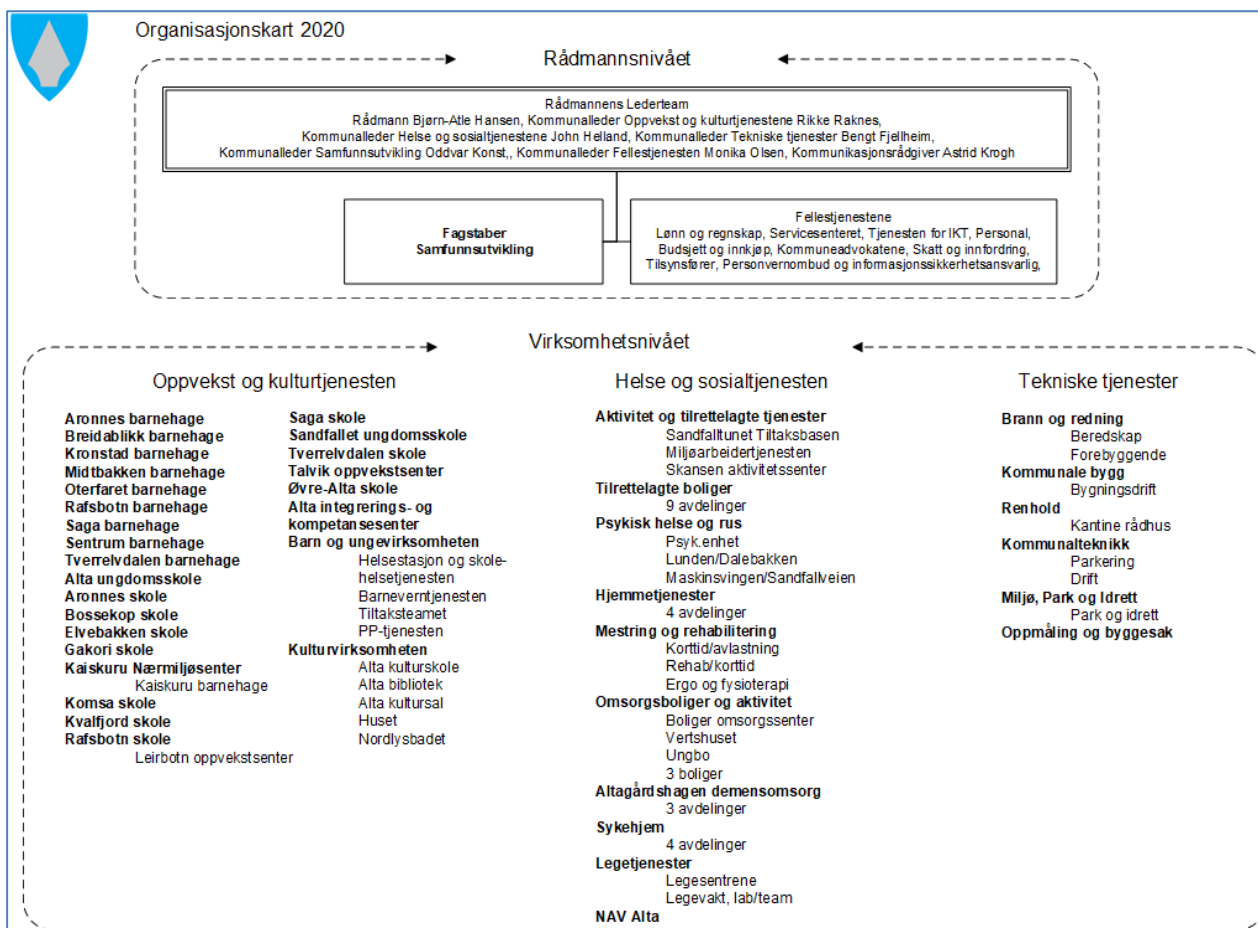 Organisasjonskart 2020
Rådmannsnivået
Rådmannens Lederteam
Rådmann Bjørn-Atle Hansen, Kommunalleder Oppvekst og kulturtjenestene Rikke Raknes,
Kommunalleder Helse og sosialtjenestene John Helland, Kommunalleder Tekniske tjenester Bengt Fjellheim,
Kommunalleder Samfunnsutvikling Oddvar Konst,, Kommunalleder Fellestjenesten Monika Olsen, Kommunikasjonsrådgiver Astrid Krogh
Fagstaber
Samfunnsutvikling
Fellestjenestene
Lønn og regnskap, Servicesenteret, Tjenesten for IKT, Personal,
Budsjett og innkjøp, Kommuneadvokatene, Skatt og innfordring,
Tilsynsfører, Personvernombud og informasjonssikkerhetsansvarlig,
Virksomhetsnivået
Oppvekst og kulturtjenesten
Aronnes barnehage
Breidablikk barnehage
Kronstad barnehage
Midtbakken barnehage
Oterfaret barnehage
Rafsbotn barnehage
Saga barnehage
Sentrum barnehage
Tverrelvdalen barnehage
Alta ungdomsskole
Aronnes skole
Bossekop skole
Elvebakken skole
Gakori skole
Kaiskuru Nærmiljøsenter
Kaiskuru barnehage
Komsa skole
Kvalfjord skole
Rafsbotn skole
Leirbotn oppvekstsenter
Saga skole
Sandfallet ungdomsskole
Tverrelvdalen skole
Talvik oppvekstsenter
Øvre-Alta skole
Alta integrerings- og
kompetansesenter
Barn og ungevirksomheten
Helsestasjon og skole-
helsetjenesten
Barneverntjenesten
Tiltaksteamet
PP-tjenesten
Kulturvirksomheten
Alta kulturskole
Alta bibliotek
Alta kultursal
Huset
Nordlysbadet
Helse og sosialtjenesten
Aktivitet og tilrettelagte tjenester
Sandfalltunet Tiltaksbasen
Miljøarbeidertjenesten
Skansen aktivitetssenter
Tilrettelagte boliger
9 avdelinger
Psykisk helse og rus
Psyk.enhet
Lunden/Dalebakken
Maskinsvingen/Sandfallveien
Hjemmetjenester
4 avdelinger
Mestring og rehabilitering
Korttid/avlastning
Rehab/korttid
Ergo og fysioterapi
Omsorgsboliger og aktivitet
Boliger omsorgssenter
Vertshuset
Ungbo
3 boliger
Altagårdshagen demensomsorg
3 avdelinger
Sykehjem
4 avdelinger
Legetjenester
Legesentrene
Legevakt, lab/team
NAV Alta
Tekniske tjenester
Brann og redning
Beredskap
Forebyggende
Kommunale bygg
Bygningsdrift
Renhold
Kantine rådhus
Kommunalteknikk
Parkering
Drift
Miljø, Park og Idrett
Park og idrett
Oppmåling og byggesak